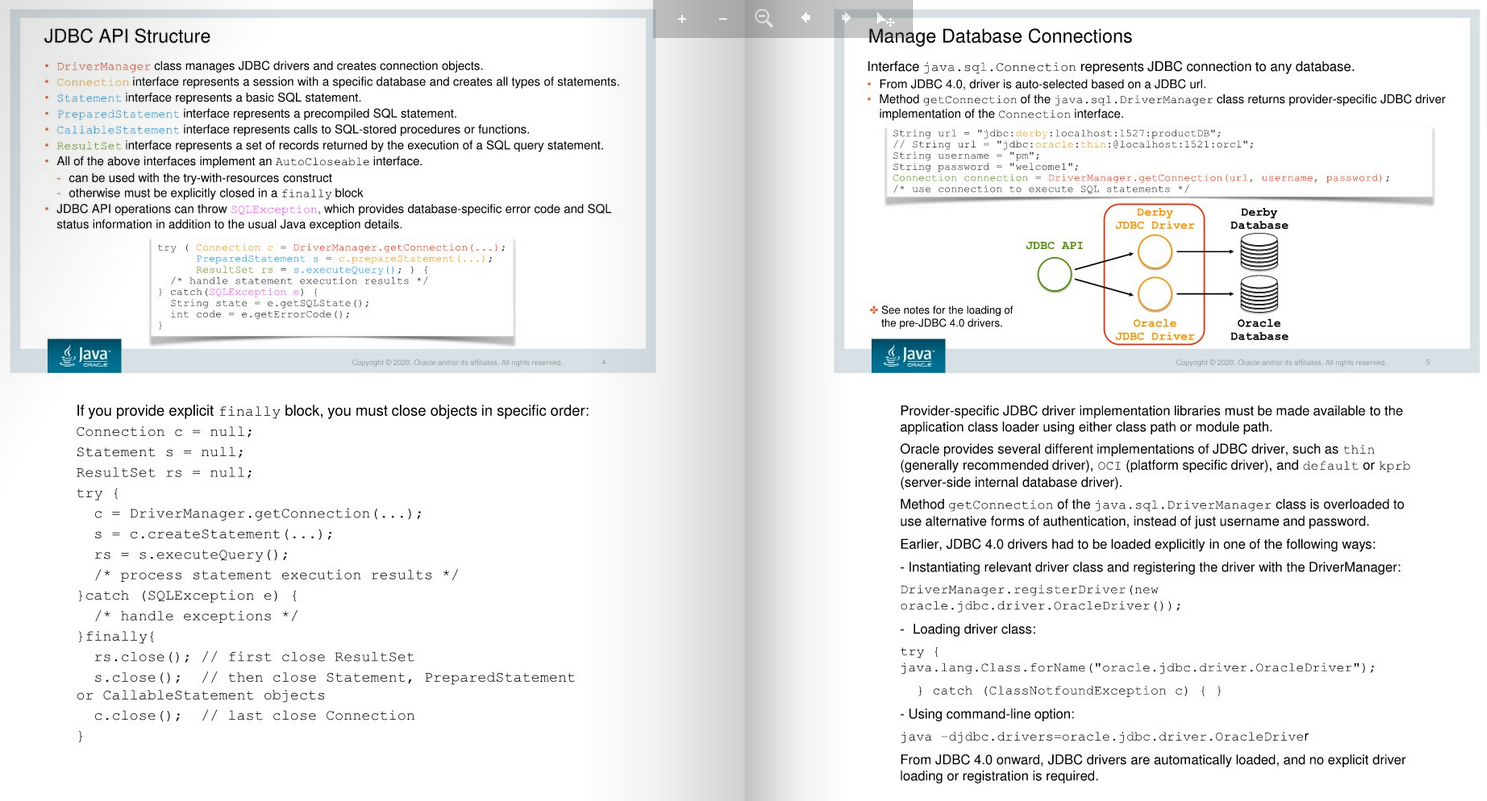 JDBC API Structure
• DriverManager class manages JDBC drivers and creates connection objects.
• Connection interface represents a session with a specific database and creates all types of statements.
• Statement interface represents a basic SQL statement.
• PreparedStatement interface represents a precompiled SQL statement.
• CallableStatement interface represents calls to SQL-stored procedures or functions.
• ResultSet interface represents a set of records returned by the execution of a SQL query statement.
• All of the above interfaces implement an AutoCloseable interface.
- can be used with the try-with-resources construct
- otherwise must be explicitly closed in a finally block
• JDBC API operations can throw SQLException, which provides database-specific error code and SQL
status information in addition to the usual Java exception details.
try ( Connection c = DriverManager.getConnection(...);
PreparedStatement s = c.prepareStatement(...);
ResultSet rs = s.executeQuery(); ) {
/* handle statement execution results */
} catch(SQLException e) {
String state = e.getSQLState();
int code = e.getErrorCode();
}
Java
ORACLE
Copyright © 2020, Oracle and/or its affiliates. All rights reserved.
4
If you provide explicit finally block, you must close objects in specific order:
Connection c = null;
Statement s = null;
ResultSet rs = null;
try {
c = DriverManager.getConnection(...);
s = c.createStatement(...);
rs = s.executeQuery();
/* process statement execution results */
}catch (SQLException e) {
/* handle exceptions */
}finally{
rs.close(); // first close ResultSet
s.close();  // then close Statement, PreparedStatement
or CallableStatement objects
c.close();  // last close Connection
}
Manage Database Connections
Interface java.sql.Connection represents JDBC connection to any database.
• From JDBC 4.0, driver is auto-selected based on a JDBC url.
• Method getConnection of the java.sql.DriverManager class returns provider-specific JDBC driver
implementation of the Connection interface.
String url = "jdbc:derby:localhost:1527:productDB";
// String url = "jdbc:oracle:thin:@localhost:1521:orcl";
String username = "pm";
String password = "welcome1";
Connection connection = DriverManager.getConnection(url, username, password);
/* use connection to execute SQL statements */
Derby
JDBC Driver
Derby
Database
JDBC API
✤ See notes for the loading of
the pre-JDBC 4.0 drivers.
Oracle
JDBC Driver
Oracle
Database
Java
ORACLE
Copyright © 2020, Oracle and/or its affiliates. All rights reserved.
5
Provider-specific JDBC driver implementation libraries must be made available to the
application class loader using either class path or module path.
Oracle provides several different implementations of JDBC driver, such as thin
(generally recommended driver), OCI (platform specific driver), and default or kprb
(server-side internal database driver).
Method getConnection of the java.sql.DriverManager class is overloaded to
use alternative forms of authentication, instead of just username and password.
Earlier, JDBC 4.0 drivers had to be loaded explicitly in one of the following ways:
- Instantiating relevant driver class and registering the driver with the DriverManager:
DriverManager.registerDriver(new
oracle.jdbc.driver.OracleDriver());
- Loading driver class:
try {
java.lang.Class.forName("oracle.jdbc.driver.OracleDriver");
} catch (ClassNotfoundException c) { }
- Using command-line option:
java -djdbc.drivers=oracle.jdbc.driver.OracleDriver
From JDBC 4.0 onward, JDBC drivers are automatically loaded, and no explicit driver
loading or registration is required.